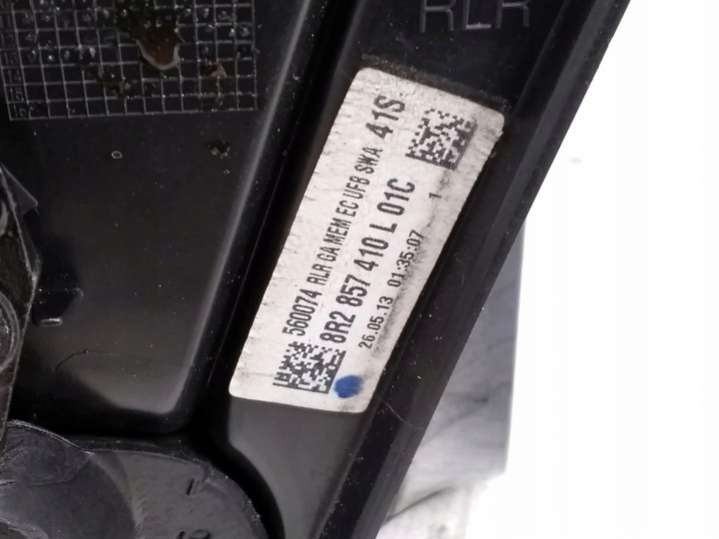 RLR
560074 RLR GA MEM EC UFB SWA 41S
8R2 857 410 L 01C
26.05.13 01:35:07 1